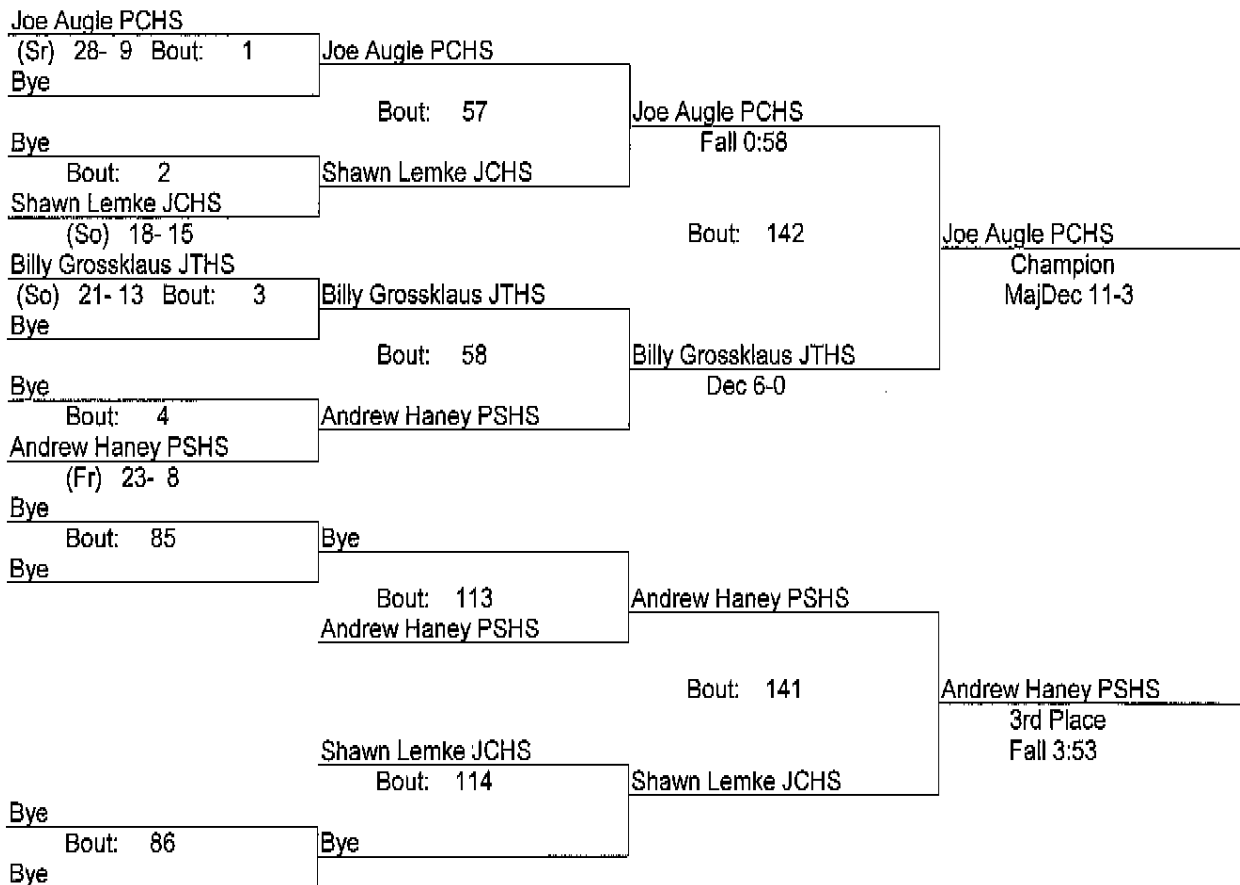 Joe Augle PCHS
(Sr) 28- 9 Bout: 1
Joe Augle PCHS
Bye
Bout: 57
Joe Augle PCHS
Bye
Fall 0:58
Bout: 2
Shawn Lemke JCHS
Shawn Lemke JCHS
(So) 18- 15
Bout: 142
Joe Augle PCHS
Billy Grossklaus JTHS
Champion
(So) 21- 13 Bout: 3
Billy Grossklaus JTHS
MajDec 11-3
Bye
Bout: 58
Billy Grossklaus JTHS
Bye
Dec 6-0
Bout: 4
Andrew Haney PSHS
Andrew Haney PSHS
(Fr) 23- 8
Bye
Bout: 85
Bye
Bye
Bout: 113
Andrew Haney PSHS
Andrew Haney PSHS
Bout: 141
Andrew Haney PSHS
3rd Place
Shawn Lemke JCHS
Fall 3:53
Bout: 114
Shawn Lemke JCHS
Bye
Bout: 86
Bye
Bye